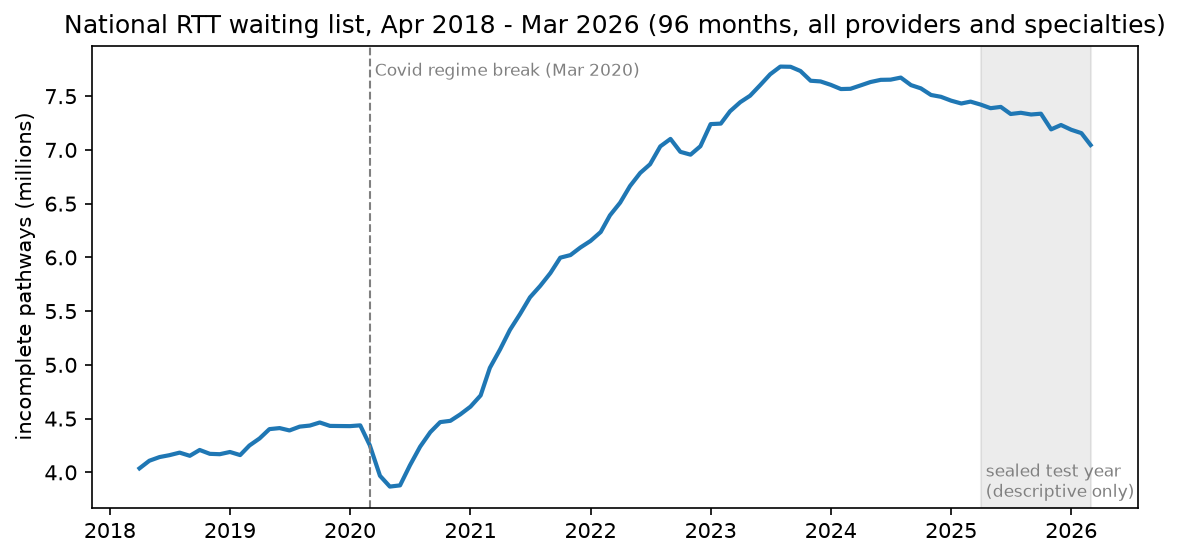 National RTT waiting list, Apr 2018 - Mar 2026 (96 months, all providers and specialties)
Covid regime break (Mar 2020)
incomplete pathways (millions)
7.5
7.0
6.5
6.0
5.5
5.0
4.5
4.0
sealed test year
(descriptive only)
2018 2019 2020 2021 2022 2023 2024 2025 2026